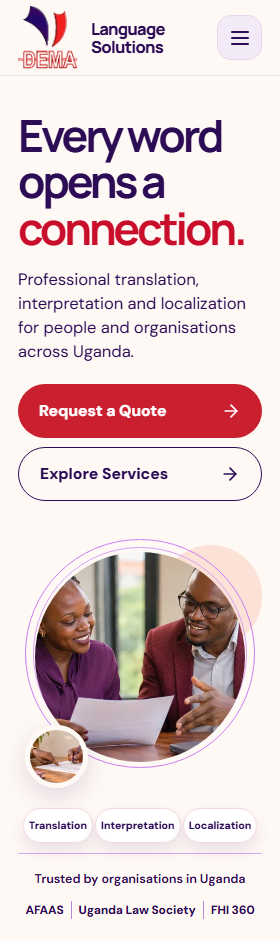 DEMA
Language
Solutions
Every word
opens a
connection.
Professional translation,
interpretation and localization
for people and organisations
across Uganda.
Request a Quote
Explore Services
Translation
Interpretation
Localization
Trusted by organisations in Uganda
AFAAS
Uganda Law Society
FHI 360